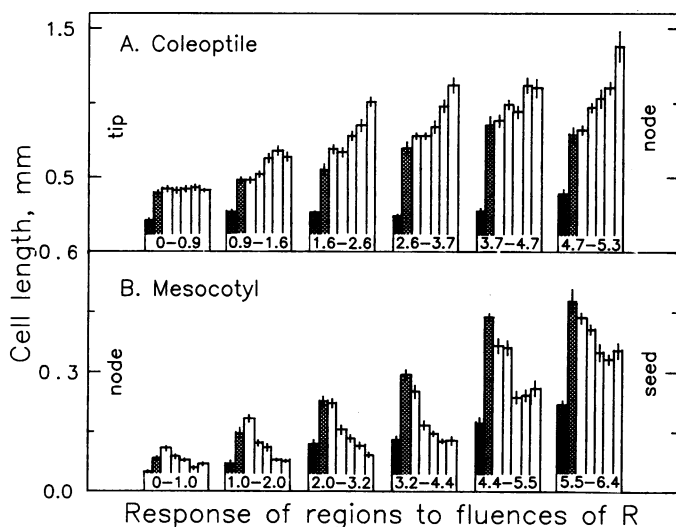 1.5
A. Coleoptile
tip
node
0.5
0-0.9
0.9-1.6
1.6-2.6
2.6-3.7
3.7-4.7
4.7-5.3
Cell length, mm
0.6
B. Mesocotyl
node
seed
0.3
0.0
0-1.0
1.0-2.0
2.0-3.2
3.2-4.4
4.4-5.5
5.5-6.4
Response of regions to fluences of R